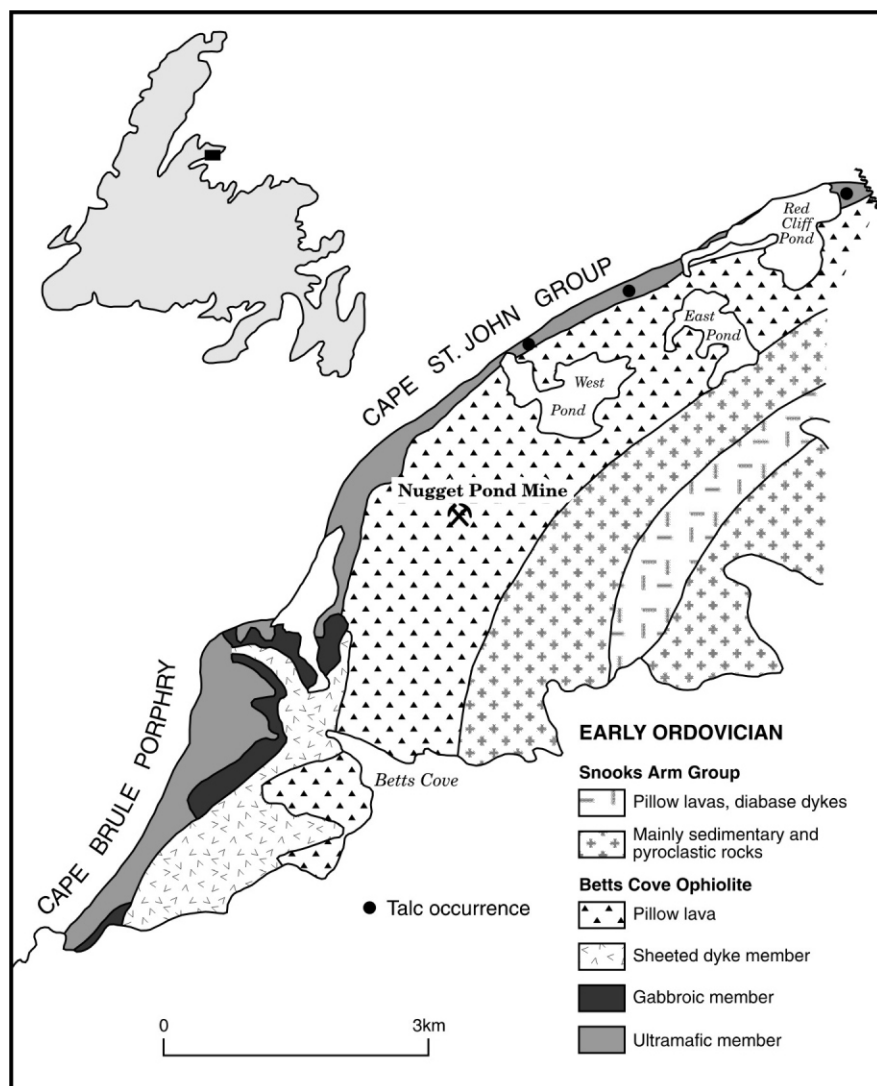 Red
Cliff
Pond
CAPE ST. JOHN GROUP
East
Pond
West
Pond
Nugget Pond Mine
CAPE BRULE PORPHRY
Betts Cove
EARLY ORDOVICIAN
Snooks Arm Group
Pillow lavas, diabase dykes
Mainly sedimentary and
pyroclastic rocks
Betts Cove Ophiolite
Pillow lava
Sheeted dyke member
Gabbroic member
Ultramafic member
Talc occurrence
0 3km